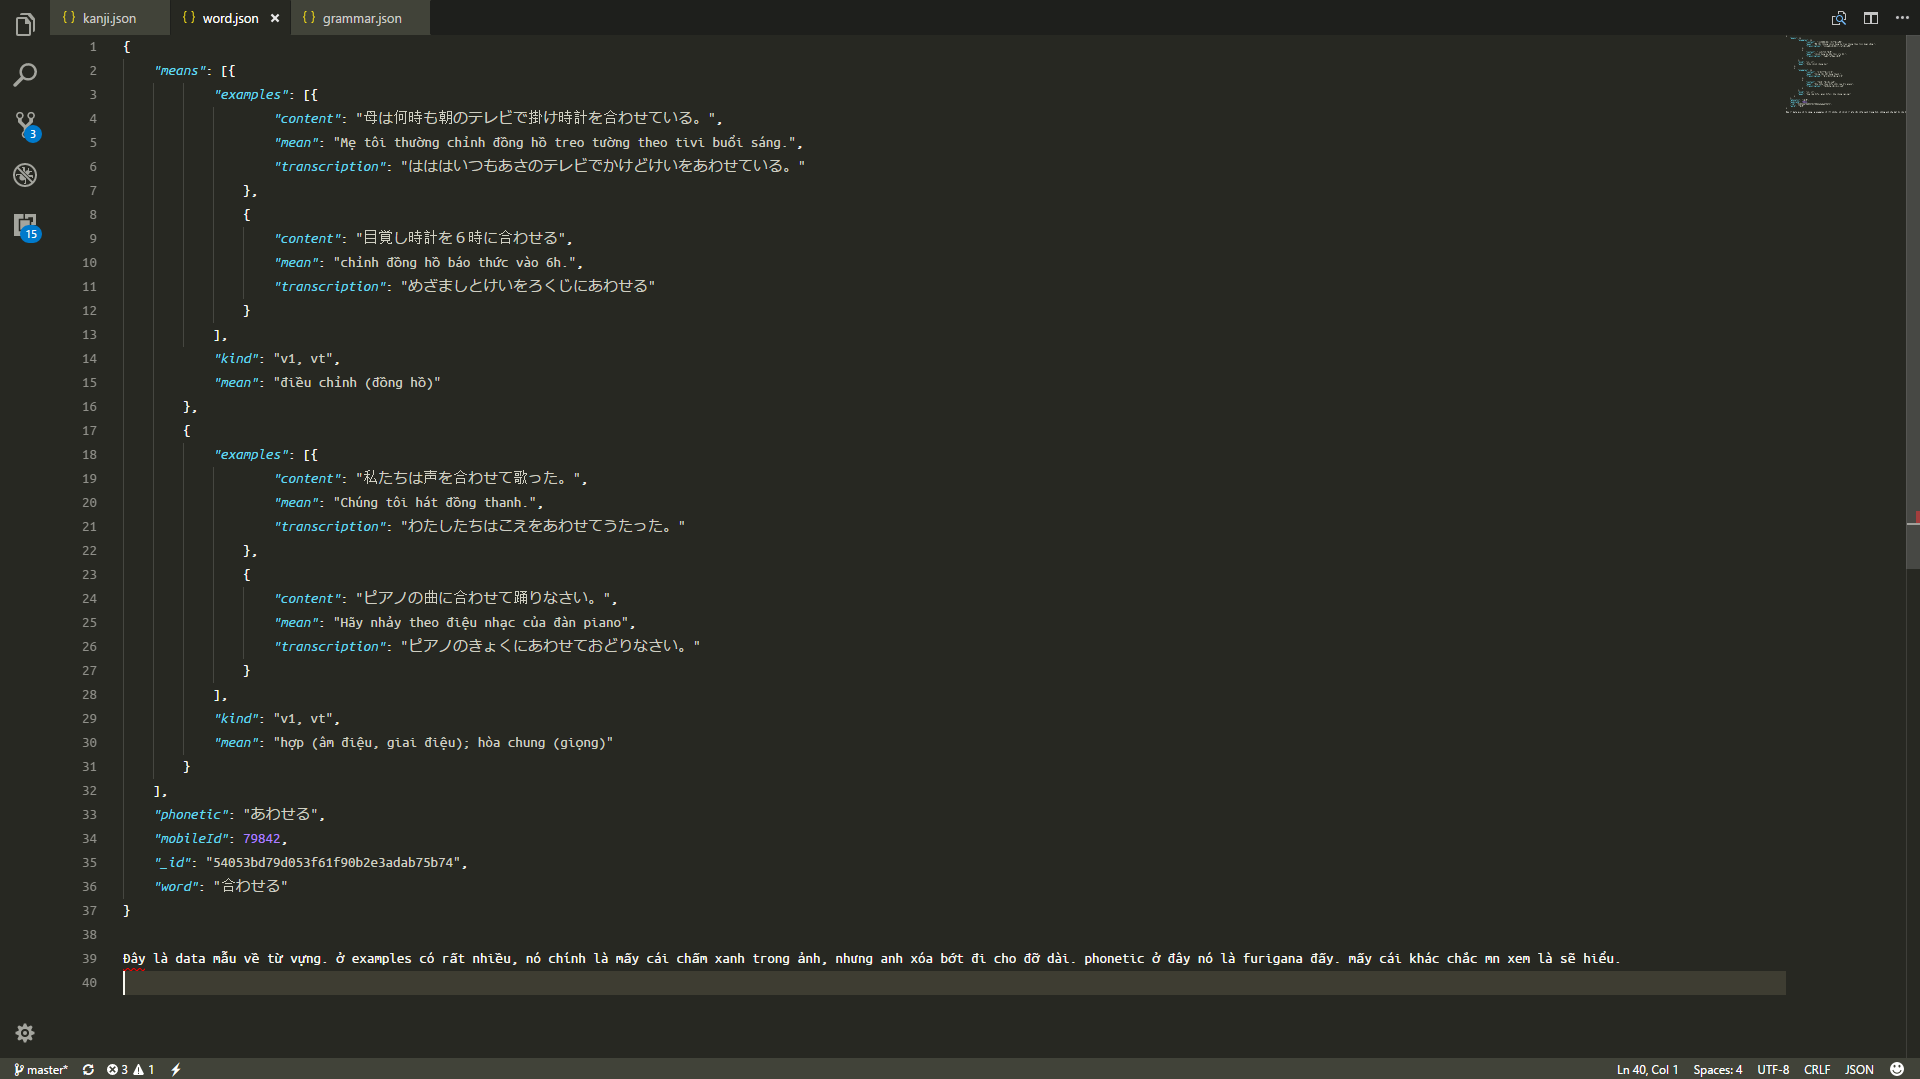 kanji.json
word.json
grammar.json
3
15
1 {
2 "means": [{
3 "examples": [{
4 "content": "母は何時も朝のテレビで掛け時計を合わせている。",
5 "mean": "Mẹ tôi thường chỉnh đồng hồ treo tường theo tivi buổi sáng.",
6 "transcription": "はははいつもあさのテレビでかけどけいをあわせている。"
7 },
8 {
9 "content": "目覚し時計を６時に合わせる",
10 "mean": "chỉnh đồng hồ báo thức vào 6h.",
11 "transcription": "めざましとけいをろくじにあわせる"
12 }
13 ],
14 "kind": "v1, vt",
15 "mean": "điều chỉnh (đồng hồ)"
16 },
17 {
18 "examples": [{
19 "content": "私たちは声を合わせて歌った。",
20 "mean": "Chúng tôi hát đồng thanh.",
21 "transcription": "わたしたちはこえをあわせてうたった。"
22 },
23 {
24 "content": "ピアノの曲に合わせて踊りなさい。",
25 "mean": "Hãy nhảy theo điệu nhạc của đàn piano",
26 "transcription": "ピアノのきょくにあわせておどりなさい。"
27 }
28 ],
29 "kind": "v1, vt",
30 "mean": "hợp (âm điệu, giai điệu); hòa chung (giọng)"
31 }
32 ],
33 "phonetic": "あわせる",
34 "mobileId": 79842,
35 "_id": "54053bd79d053f61f90b2e3adab75b74",
36 "word": "合わせる"
37 }
38
39 Đây là data mẫu về từ vựng. ở examples có rất nhiều, nó chính là mấy cái chấm xanh trong ảnh, nhưng anh xóa bớt đi cho đỡ dài. phonetic ở đây nó là furigana đấy. mấy cái khác chắc mn xem là sẽ hiểu.
40
master* 3 1 Ln 40, Col 1 Spaces: 4 UTF-8 CRLF JSON